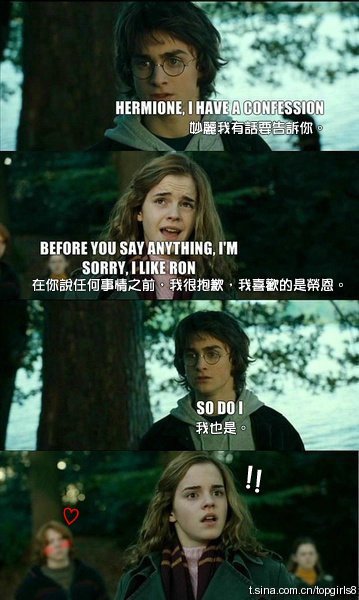 HERMIONE, I HAVE A CONFESSION
妙麗我有話要告訴你。
BEFORE YOU SAY ANYTHING, I'M
SORRY, I LIKE RON
在你說任何事情之前，我很抱歉，我喜歡的是榮恩。
SO DO I
我也是。
!!
t.sina.com.cn/topgirls8